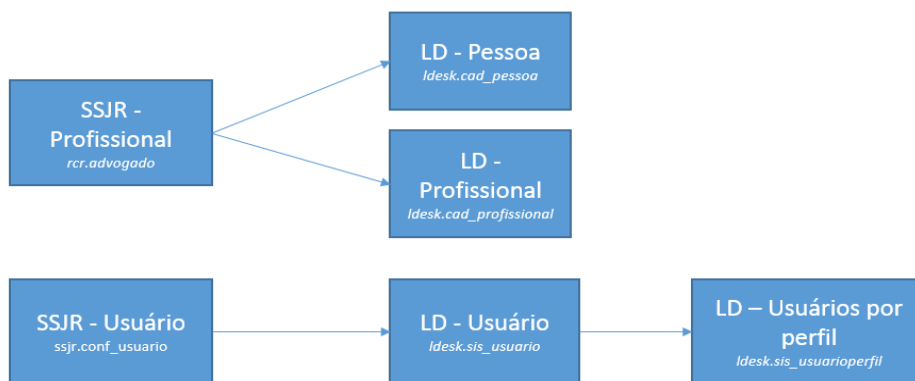 SSJR -
Profissional
rcr.advogado
LD - Pessoa
ldesk.cad_pessoa
LD -
Profissional
ldesk.cad_profissional
SSJR - Usuário
ssjr.conf_usuario
LD - Usuário
ldesk.sis_usuario
LD – Usuários por
perfil
ldesk.sis_usuarioperfil